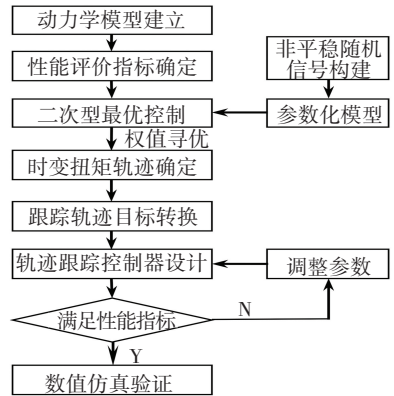 动力学模型建立
性能评价指标确定
非平稳随机
信号构建
二次型最优控制
参数化模型
权值寻优
时变扭矩轨迹确定
跟踪轨迹目标转换
轨迹跟踪控制器设计
调整参数
满足性能指标
N
Y
数值仿真验证